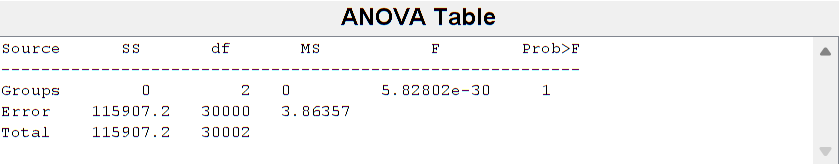 ANOVA Table
Source SS df MS F Prob>F
Groups 0 2 0 5.82802e-30 1
Error 115907.2 30000 3.86357
Total 115907.2 30002